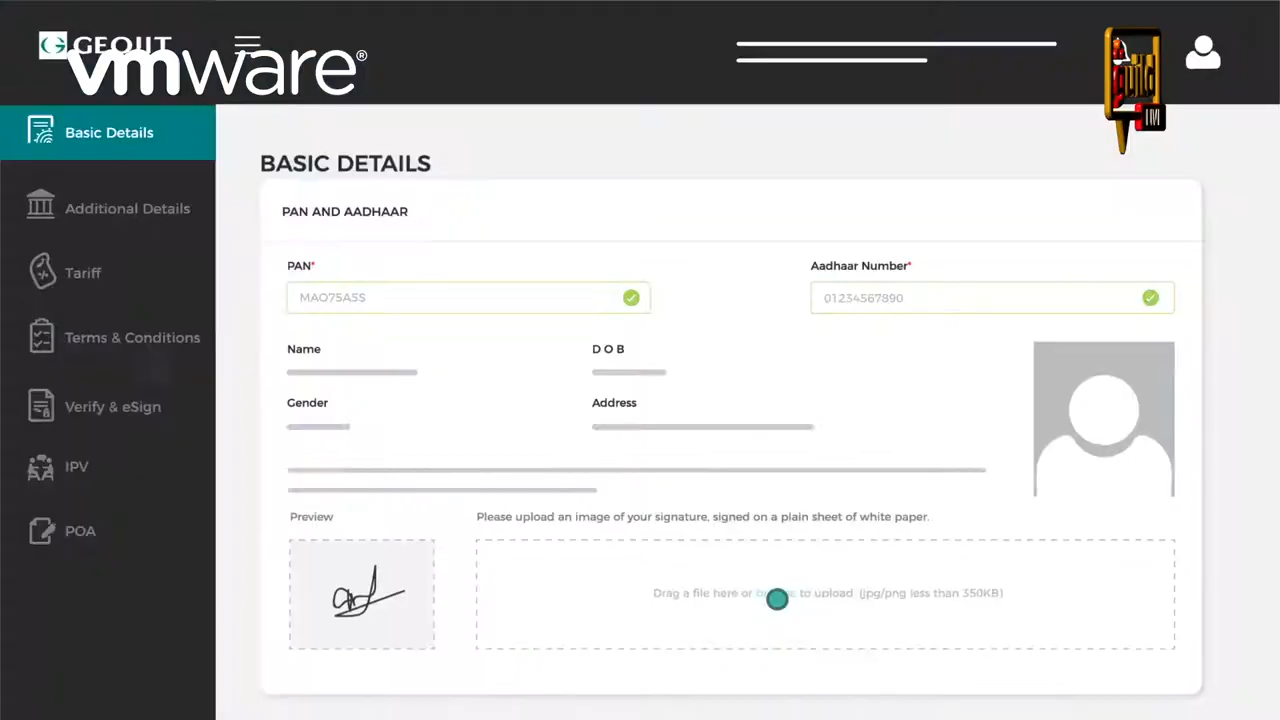 GEOJIT
vmware®
guild
Basic Details
Additional Details
Tariff
Terms & Conditions
Verify & eSign
IPV
POA
BASIC DETAILS
PAN AND AADHAAR
PAN*
Aadhaar Number*
MAO75A5S
01234567890
Name
D O B
Gender
Address
Preview
Please upload an image of your signature, signed on a plain sheet of white paper.
Drag a file here or to upload (jpg/png less than 350KB)